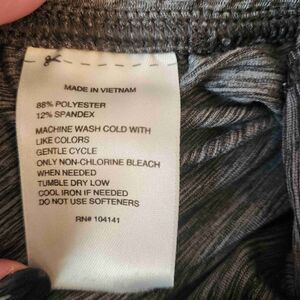 MADE IN VIETNAM
88% POLYESTER
12% SPANDEX
MACHINE WASH COLD WITH
LIKE COLORS
GENTLE CYCLE
ONLY NON-CHLORINE BLEACH
WHEN NEEDED
TUMBLE DRY LOW
COOL IRON IF NEEDED
DO NOT USE SOFTENERS
RN# 104141